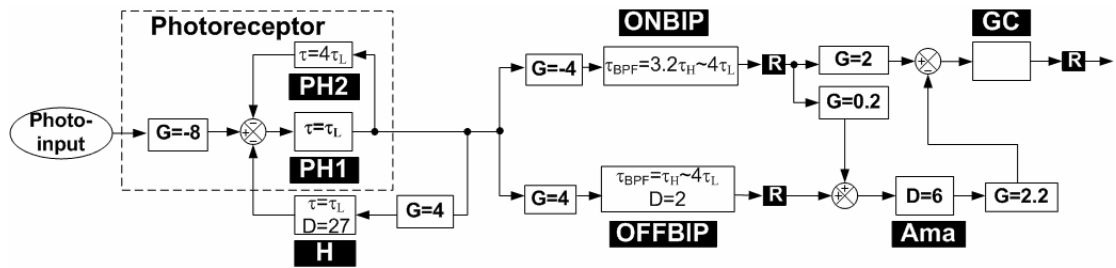 Photoreceptor
τ=4τL
PH2
Photo-
input
G=-8
+
−
−
τ=τL
PH1
τ=τL
D=27
H
G=4
ONBIP
G=-4
τBPF=3.2τH~4τL
R
G=2
G=0.2
GC
+
−
R
G=4
τBPF=τH~4τL
D=2
OFFBIP
R
+
+
D=6
Ama
G=2.2